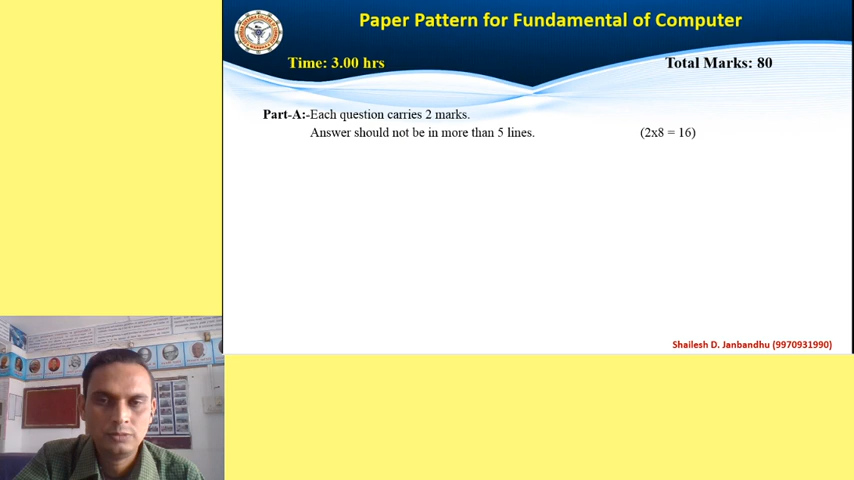 Paper Pattern for Fundamental of Computer
Time: 3.00 hrs
Total Marks: 80
Part-A:-Each question carries 2 marks.
Answer should not be in more than 5 lines.
(2x8 = 16)
Shailesh D. Janbandhu (9970931990)